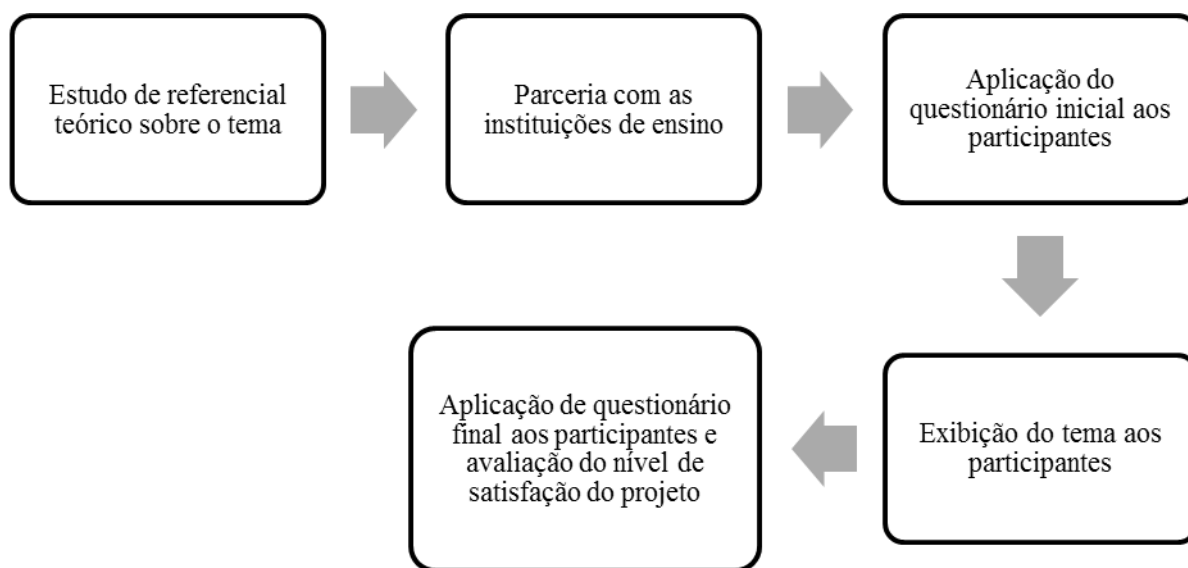 Estudo de referencial
teórico sobre o tema
Parceria com as
instituições de ensino
Aplicação do
questionário inicial aos
participantes
Exibição do tema aos
participantes
Aplicação de questionário
final aos participantes e
avaliação do nível de
satisfação do projeto